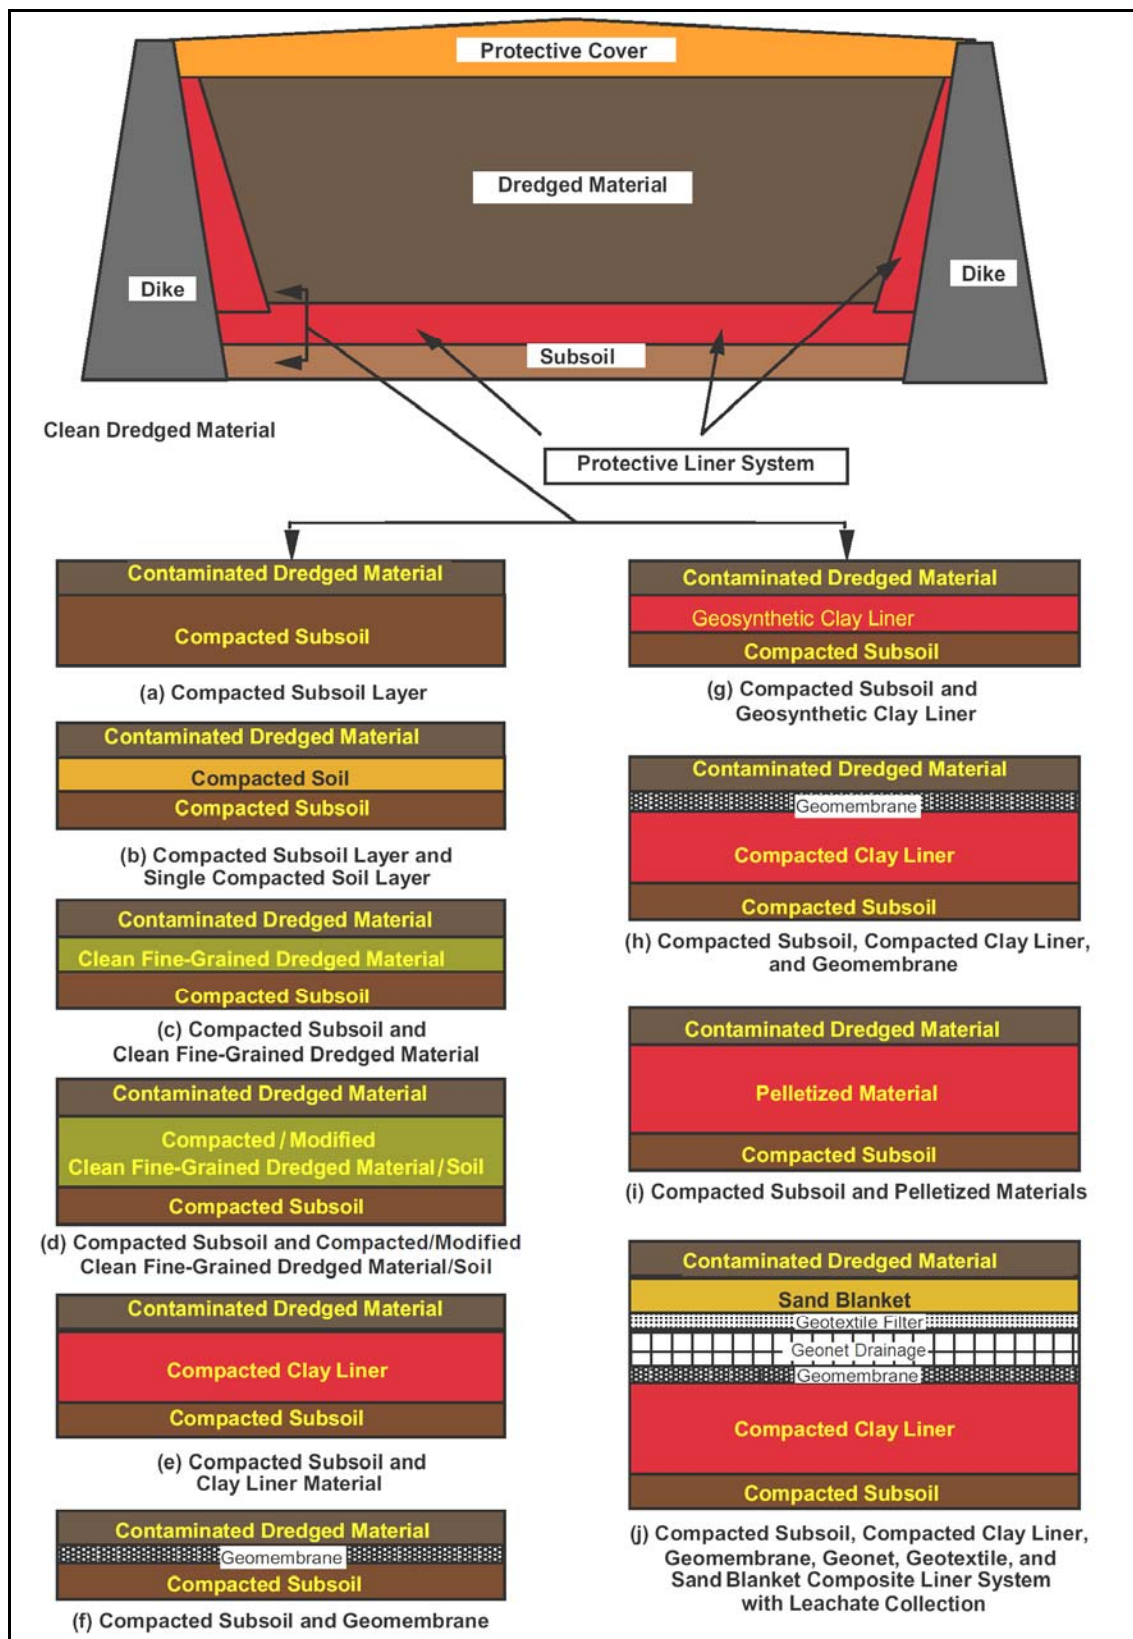 Protective Cover
Dredged Material
Dike
Dike
Subsoil
Clean Dredged Material
Protective Liner System
Contaminated Dredged Material
Compacted Subsoil
(a) Compacted Subsoil Layer
Contaminated Dredged Material
Compacted Soil
Compacted Subsoil
(b) Compacted Subsoil Layer and
Single Compacted Soil Layer
Contaminated Dredged Material
Clean Fine-Grained Dredged Material
Compacted Subsoil
(c) Compacted Subsoil and
Clean Fine-Grained Dredged Material
Contaminated Dredged Material
Compacted/Modified
Clean Fine-Grained Dredged Material/Soil
Compacted Subsoil
(d) Compacted Subsoil and Compacted/Modified
Clean Fine-Grained Dredged Material/Soil
Contaminated Dredged Material
Compacted Clay Liner
Compacted Subsoil
(e) Compacted Subsoil and
Clay Liner Material
Contaminated Dredged Material
Geomembrane
Compacted Subsoil
(f) Compacted Subsoil and Geomembrane
Contaminated Dredged Material
Geosynthetic Clay Liner
Compacted Subsoil
(g) Compacted Subsoil and
Geosynthetic Clay Liner
Contaminated Dredged Material
Geomembrane
Compacted Clay Liner
Compacted Subsoil
(h) Compacted Subsoil, Compacted Clay Liner,
and Geomembrane
Contaminated Dredged Material
Pelletized Material
Compacted Subsoil
(i) Compacted Subsoil and Pelletized Materials
Contaminated Dredged Material
Sand Blanket
Geotextile Filter
Geonet Drainage
Geomembrane
Compacted Clay Liner
Compacted Subsoil
(j) Compacted Subsoil, Compacted Clay Liner,
Geomembrane, Geonet, Geotextile, and
Sand Blanket Composite Liner System
with Leachate Collection